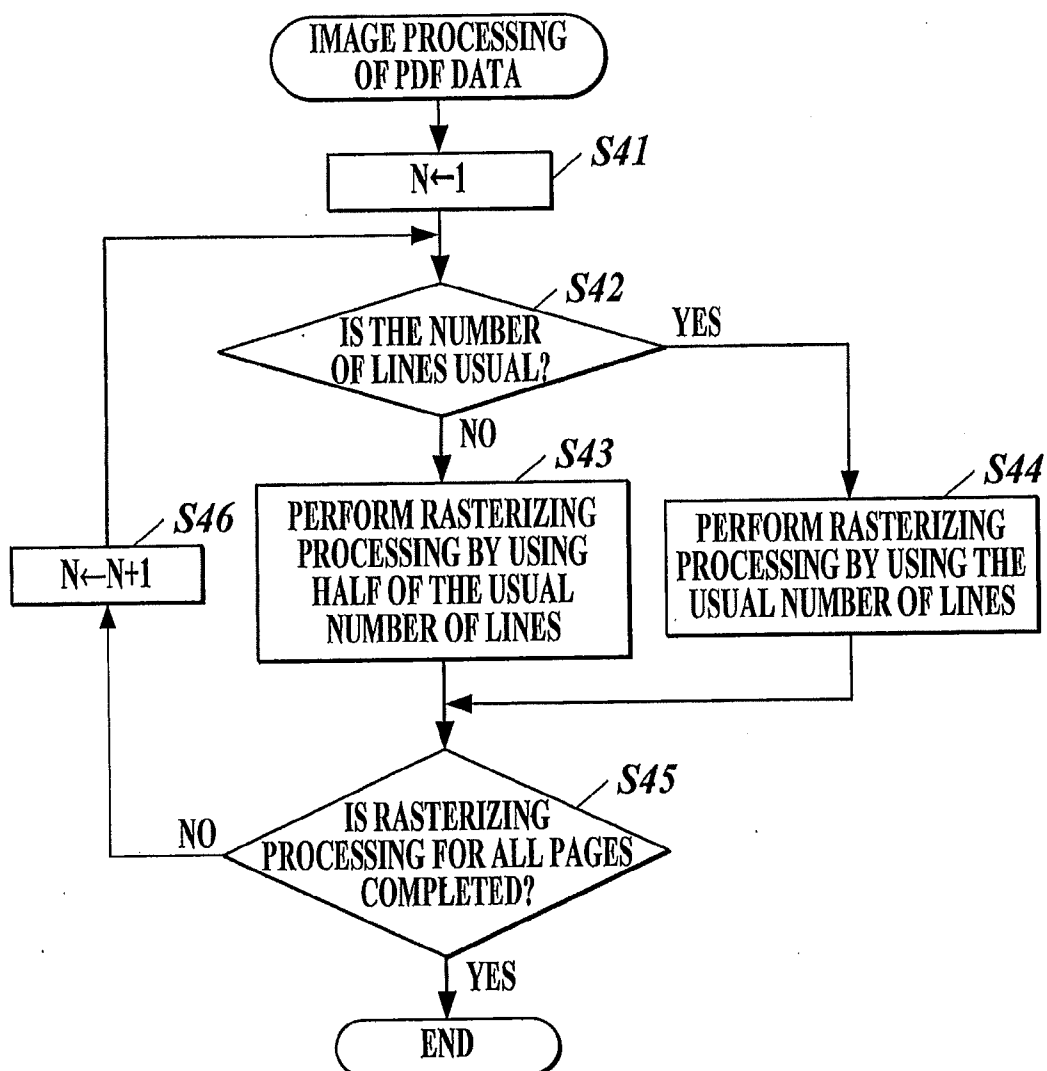 IMAGE PROCESSING
OF PDF DATA
S41
N←1
S42
IS THE NUMBER
OF LINES USUAL?
YES
NO
S43
PERFORM RASTERIZING
PROCESSING BY USING
HALF OF THE USUAL
NUMBER OF LINES
S44
PERFORM RASTERIZING
PROCESSING BY USING THE
USUAL NUMBER OF LINES
S46
N←N+1
S45
IS RASTERIZING
PROCESSING FOR ALL PAGES
COMPLETED?
NO
YES
END